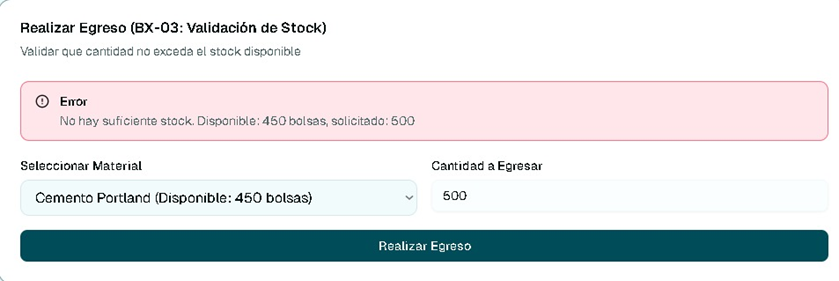 Realizar Egreso (BX-03: Validación de Stock)
Validar que cantidad no exceda el stock disponible
Error
No hay suficiente stock. Disponible: 450 bolsas, solicitado: 500
Seleccionar Material
Cantidad a Egresar
Cemento Portland (Disponible: 450 bolsas)
500
Realizar Egreso